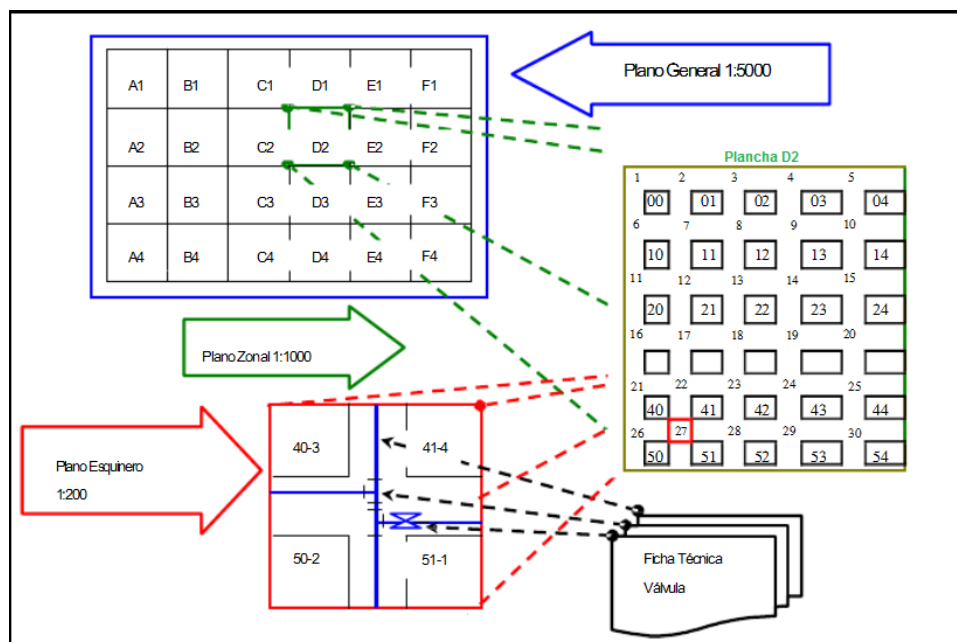 Plano General 1:5000
A1 B1 C1 D1 E1 F1
A2 B2 C2 D2 E2 F2
A3 B3 C3 D3 E3 F3
A4 B4 C4 D4 E4 F4
Plancha D2
1 2 3 4 5
00 01 02 03 04
6 7 8 9 10
10 11 12 13 14
11 12 13 14 15
20 21 22 23 24
16 17 18 19 20
21 22 23 24 25
40 41 42 43 44
26 27 28 29 30
50 51 52 53 54
Plano Zonal 1:1000
Plano Esquinero
1:200
40-3 41-4
50-2 51-1
Ficha Técnica
Válvula